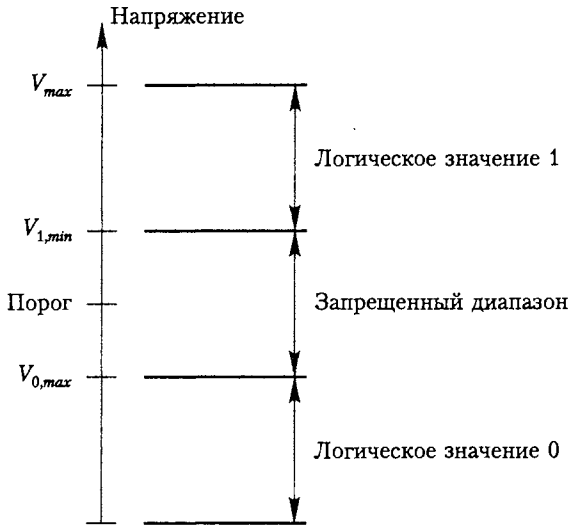 Напряжение
V_max
Логическое значение 1
V_1,min
Порог
Запрещенный диапазон
V_0,max
Логическое значение 0